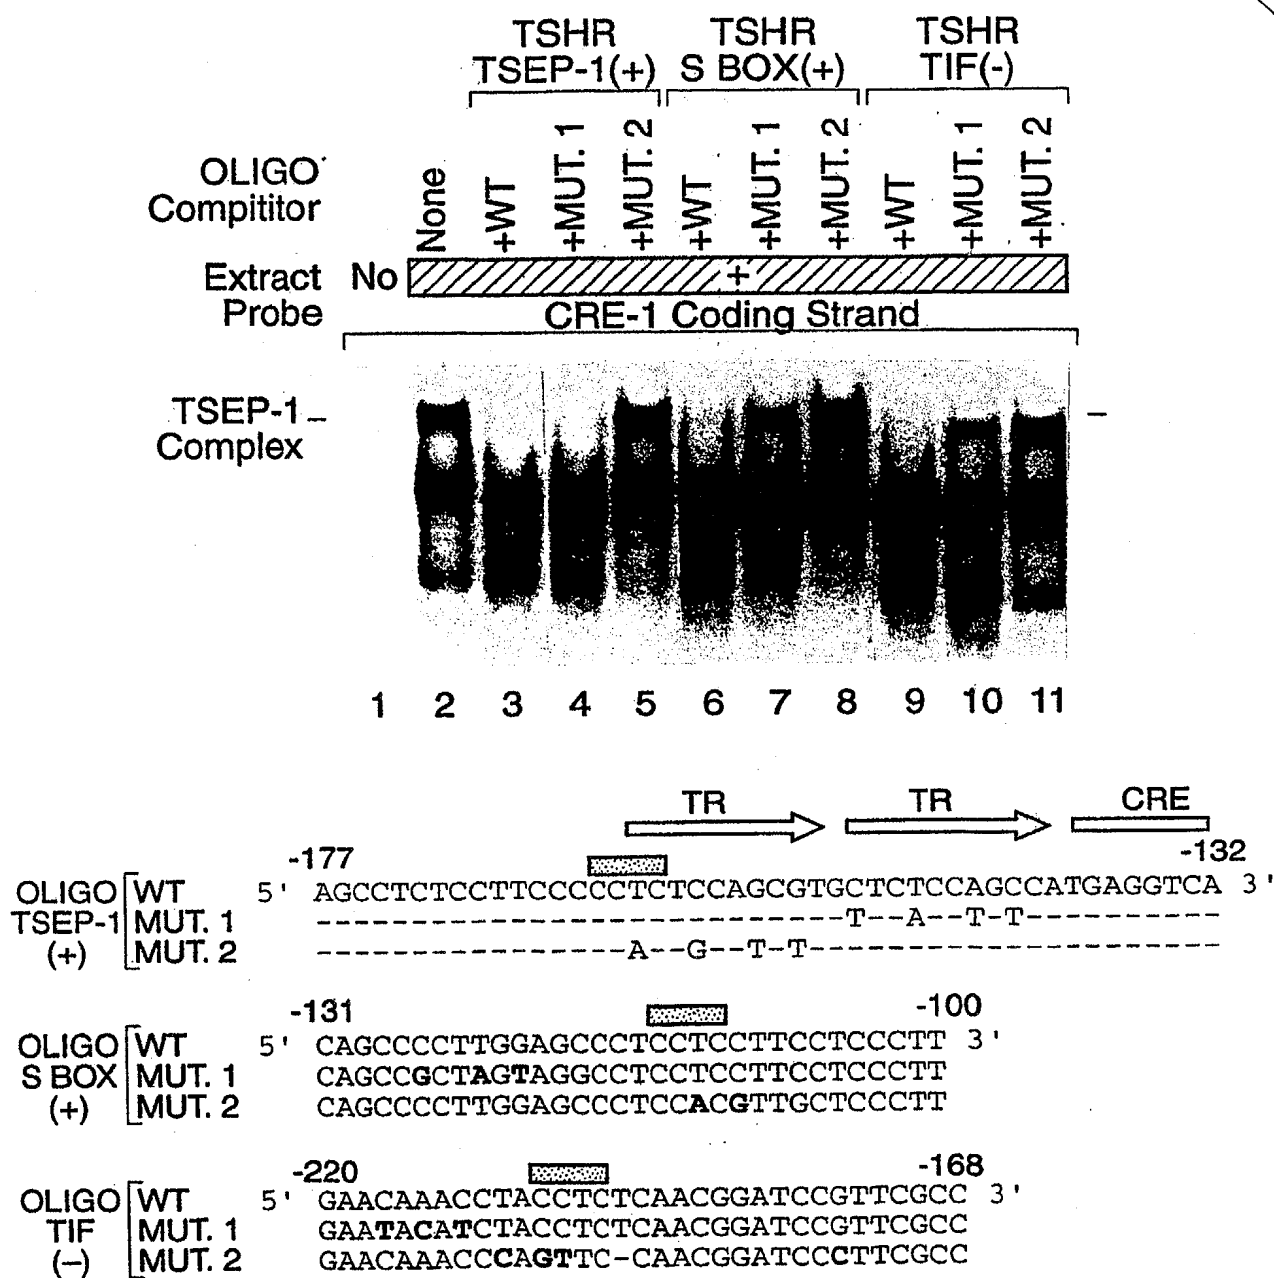 TSHR TSHR TSHR
TSEP-1(+) S BOX(+) TIF(-)
OLIGO
Compititor
None +WT +MUT. 1 +MUT. 2 +WT +MUT. 1 +MUT. 2 +WT +MUT. 1 +MUT. 2
Extract No +
Probe CRE-1 Coding Strand
TSEP-1
Complex
1 2 3 4 5 6 7 8 9 10 11
TR TR CRE
-177 -132
OLIGO WT 5' AGCCTCTCCTTCCCCCCTCTCCAGCGTGCTCTCCAGCCATGAGGTCA 3'
TSEP-1 MUT. 1 ---------------------------T--A--T-T-----------
(+) MUT. 2 ----------------A--G--T-T----------------------
-131 -100
OLIGO WT 5' CAGCCCCTTGGAGCCCTCCTCCTTCCTCCCTT 3'
S BOX MUT. 1 CAGCCGCTAGTAGGCCTCCTCCTTCCTCCCTT
(+) MUT. 2 CAGCCCCTTGGAGCCCTCCACGTTGCTCCCTT
-220 -168
OLIGO WT 5' GAACAAACCTACCTCTCAACGGATCCGTTCGCC 3'
TIF MUT. 1 GAATACATCTACCTCTCAACGGATCCGTTCGCC
(−) MUT. 2 GAACAAACCCAGTTC-CAACGGATCCCTTCGCC